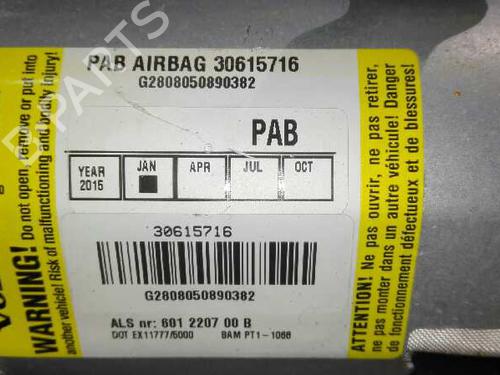 PAB AIRBAG 30615716
G2808050890382
PAB
YEAR 2015 JAN APR JUL OCT
30615716
G2808050890382
ALS nr: 601 2207 00 B
DOT EX11777/5000 BAM PT1-1066
WARNING! Do not open, remove or put into
another vehicle! Risk of malfunctioning and bodily injury!
ATTENTION! Ne pas ouvrir, ne pas retirer,
ne pas monter dans un autre véhicule! Risque
de fonctionnement défectueux et de blessures!
B-PARTS